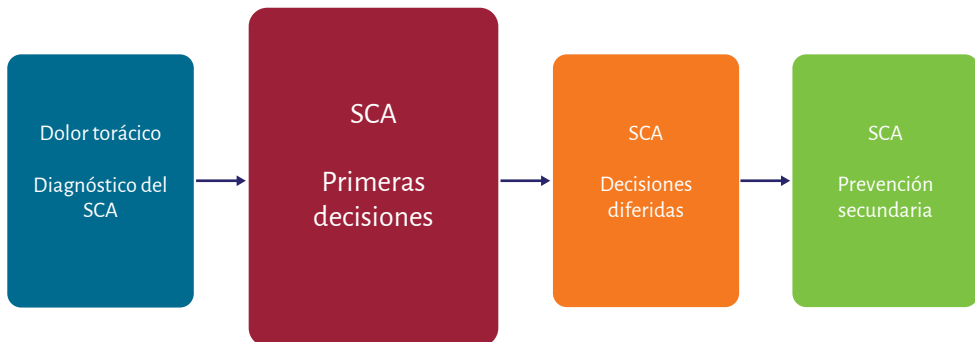 Dolor torácico
Diagnóstico del
SCA
SCA
Primeras
decisiones
SCA
Decisiones
diferidas
SCA
Prevención
secundaria